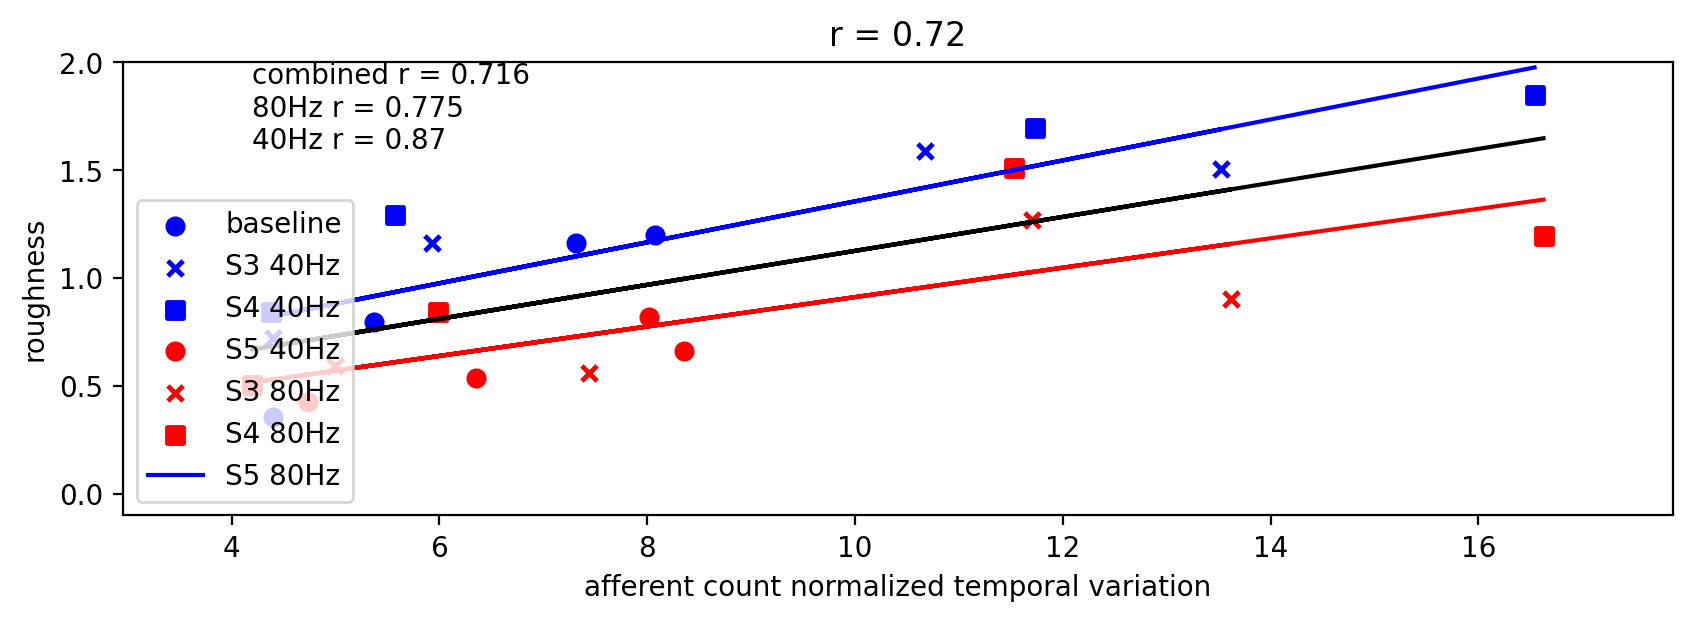 r = 0.72
combined r = 0.716
80Hz r = 0.775
40Hz r = 0.87
baseline
S3 40Hz
S4 40Hz
S5 40Hz
S3 80Hz
S4 80Hz
S5 80Hz
roughness
2.0
1.5
1.0
0.5
0.0
4 6 8 10 12 14 16
afferent count normalized temporal variation